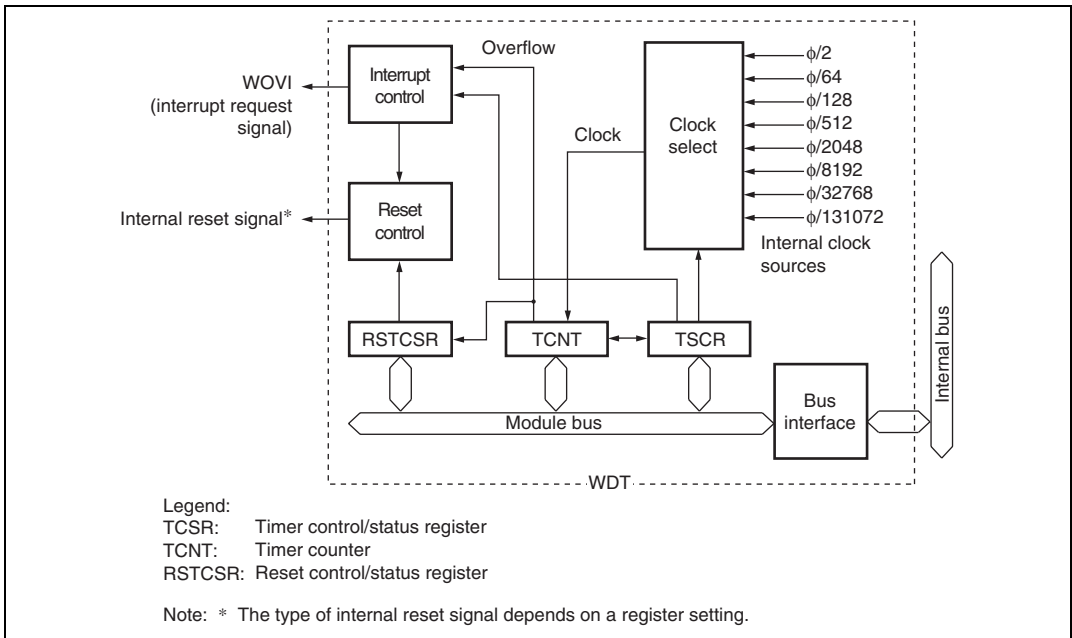 Overflow
WOVI
(interrupt request
signal)
Interrupt
control
Clock
Clock
select
ϕ/2
ϕ/64
ϕ/128
ϕ/512
ϕ/2048
ϕ/8192
ϕ/32768
ϕ/131072
Internal clock
sources
Internal reset signal*
Reset
control
RSTCSR
TCNT
TSCR
Module bus
Bus
interface
Internal bus
WDT
Legend:
TCSR: Timer control/status register
TCNT: Timer counter
RSTCSR: Reset control/status register
Note: * The type of internal reset signal depends on a register setting.